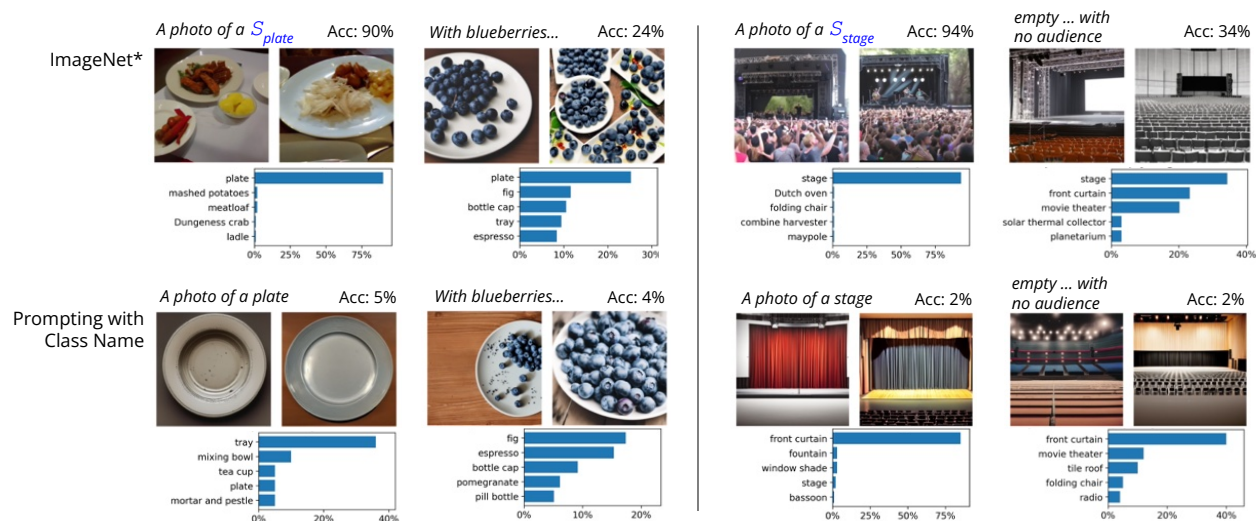 ImageNet*
A photo of a S_plate Acc: 90%
plate
mashed potatoes
meatloaf
Dungeness crab
ladle
0% 25% 50% 75%
With blueberries... Acc: 24%
plate
fig
bottle cap
tray
espresso
0% 10% 20% 30%
A photo of a S_stage Acc: 94%
stage
Dutch oven
folding chair
combine harvester
maypole
0% 25% 50% 75%
empty ... with
no audience Acc: 34%
stage
front curtain
movie theater
solar thermal collector
planetarium
0% 20% 40%
Prompting with
Class Name
A photo of a plate Acc: 5%
tray
mixing bowl
tea cup
plate
mortar and pestle
0% 20% 40%
With blueberries... Acc: 4%
fig
espresso
bottle cap
pomegranate
pill bottle
0% 10% 20%
A photo of a stage Acc: 2%
front curtain
fountain
window shade
stage
bassoon
0% 25% 50% 75%
empty ... with
no audience Acc: 2%
front curtain
movie theater
tile roof
folding chair
radio
0% 20% 40%